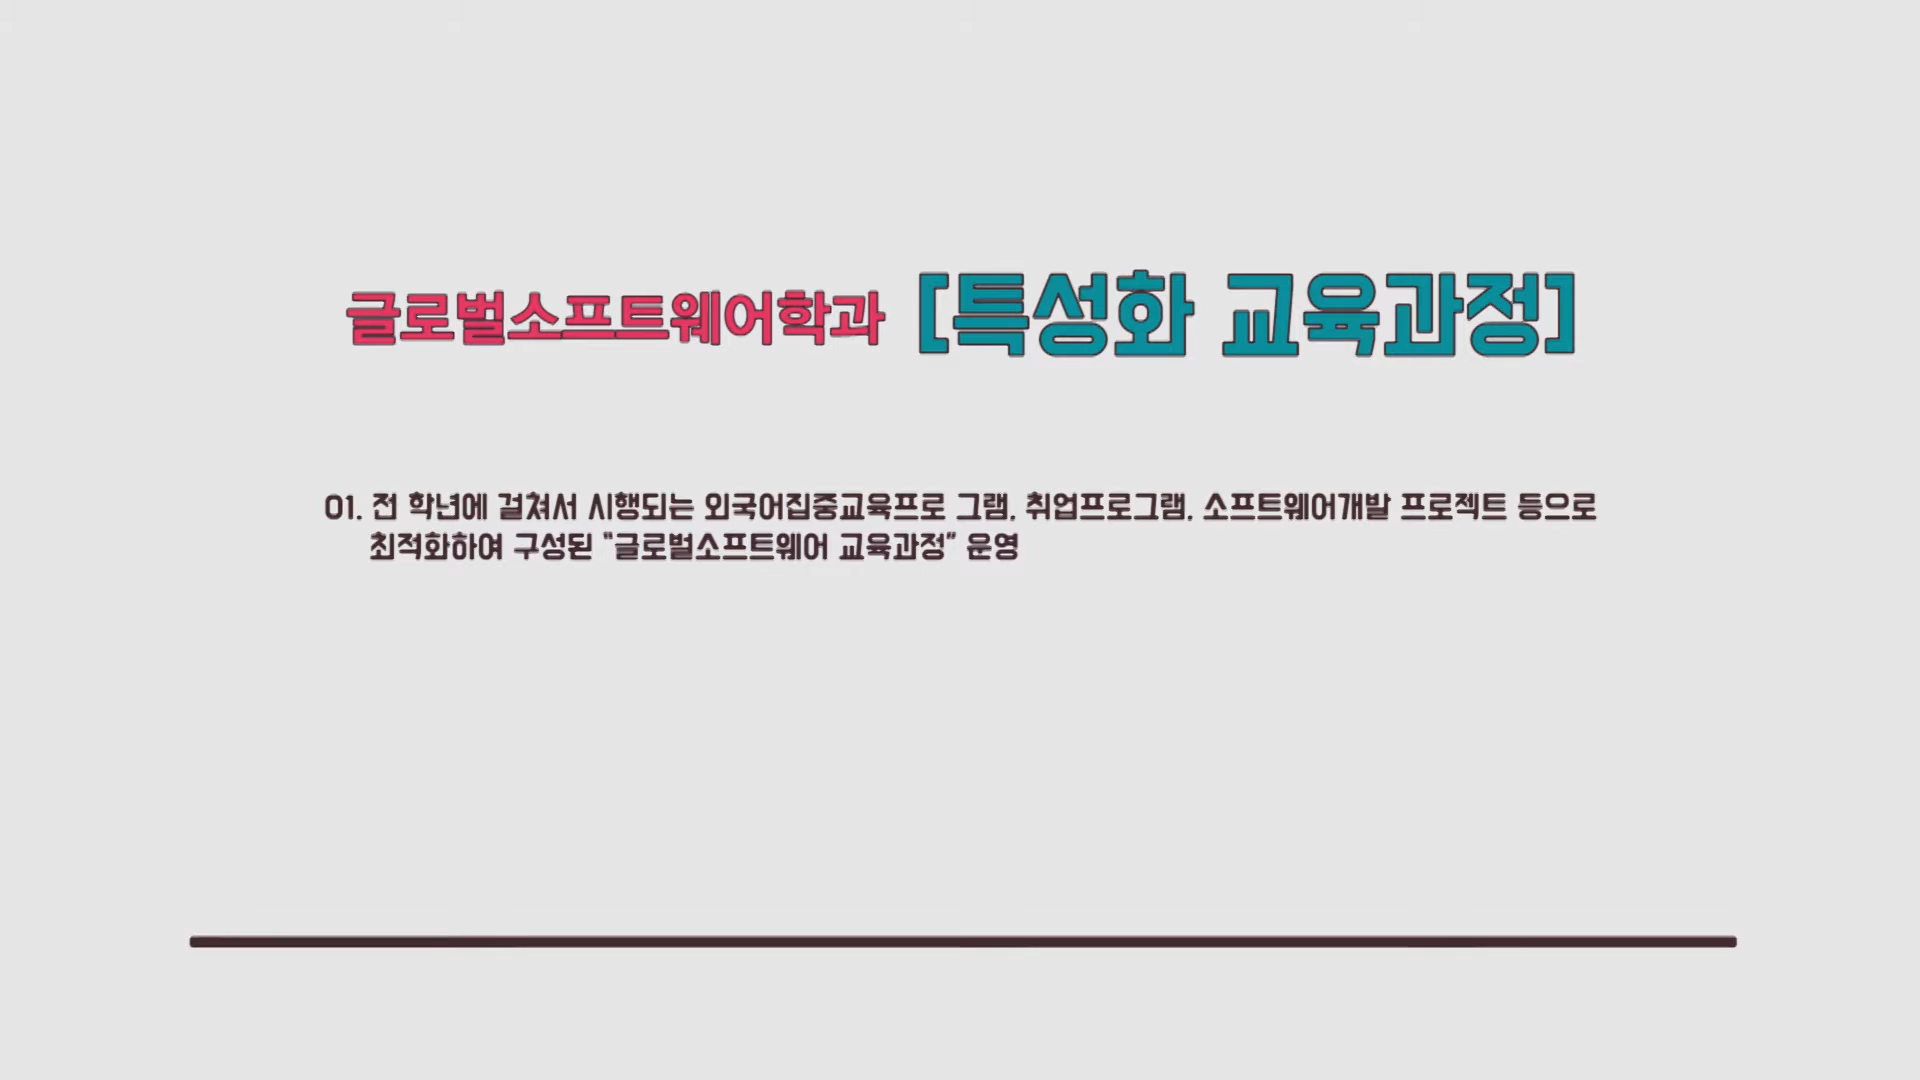 글로벌소프트웨어학과 [특성화 교육과정]
01. 전 학년에 걸쳐서 시행되는 외국어집중교육프로 그램, 취업프로그램, 소프트웨어개발 프로젝트 등으로
최적화하여 구성된 "글로벌소프트웨어 교육과정" 운영